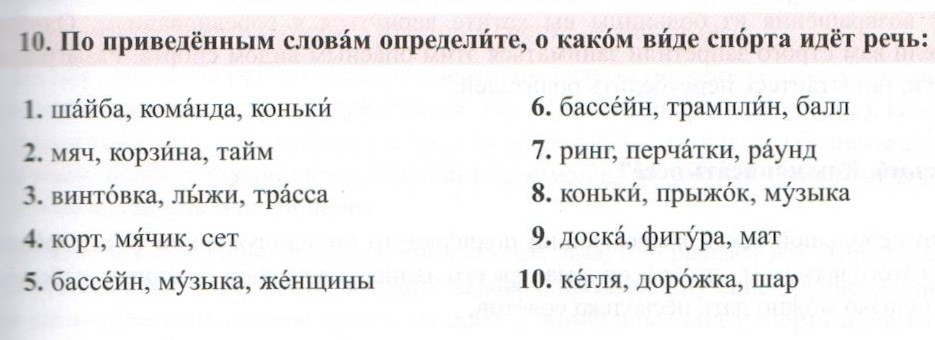 10. По приведённым слова́м определи́те, о како́м ви́де спо́рта идёт речь:
1. ша́йба, кома́нда, коньки́
2. мяч, корзи́на, тайм
3. винто́вка, лы́жи, тра́сса
4. корт, мя́чик, сет
5. бассе́йн, му́зыка, же́нщины
6. бассе́йн, трампли́н, балл
7. ринг, перча́тки, ра́унд
8. коньки́, прыжо́к, му́зыка
9. доска́, фигу́ра, мат
10. ке́гля, доро́жка, шар